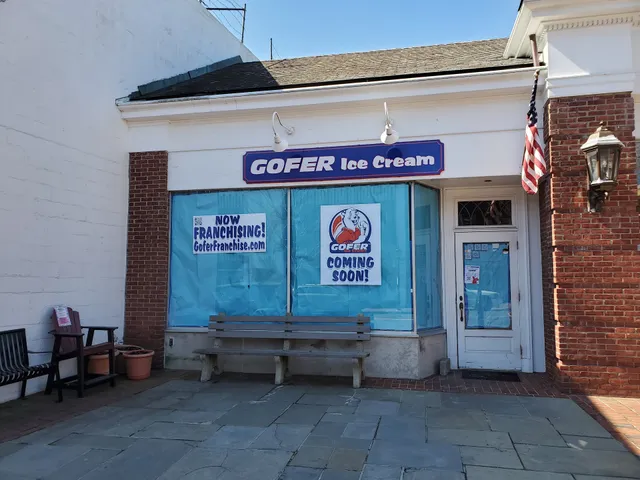 GOFER Ice Cream
NOW
FRANCHISING!
GoferFranchise.com
GOFER
COMING
SOON!